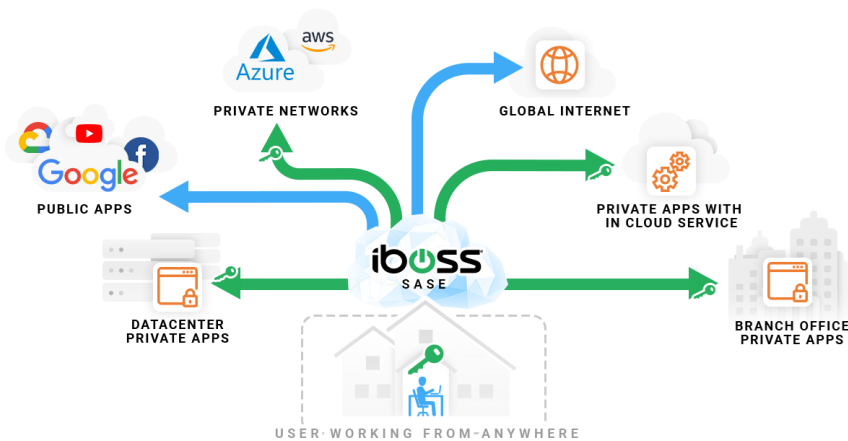 aws
Azure
PRIVATE NETWORKS
GLOBAL INTERNET
f
Google
PUBLIC APPS
PRIVATE APPS WITH
IN CLOUD SERVICE
iboss
SASE
DATACENTER
PRIVATE APPS
BRANCH OFFICE
PRIVATE APPS
USER WORKING FROM ANYWHERE